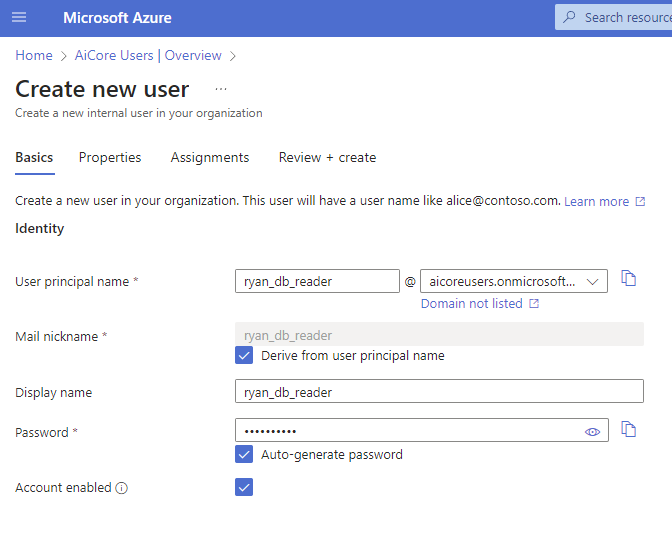 Microsoft Azure
Search resource
Home > AiCore Users | Overview >
Create new user ...
Create a new internal user in your organization
Basics Properties Assignments Review + create
Create a new user in your organization. This user will have a user name like alice@contoso.com. Learn more
Identity
User principal name * ryan_db_reader @ aicoreusers.onmicrosoft...
Domain not listed
Mail nickname * ryan_db_reader
Derive from user principal name
Display name ryan_db_reader
Password * ••••••••••
Auto-generate password
Account enabled